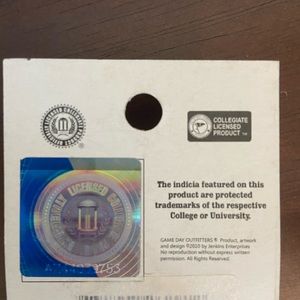 COLLEGIATE
LICENSED
PRODUCT
The indicia featured on this
product are protected
trademarks of the respective
College or University.
GAME DAY OUTFITTERS® Product, artwork
and design ©2010 by Jenkins Enterprises
No reproduction without express written
permission. All Rights Reserved.